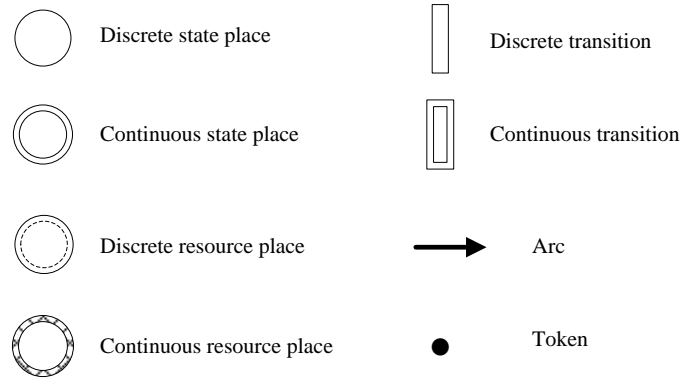 Discrete state place
Discrete transition
Continuous state place
Continuous transition
Discrete resource place
Arc
Continuous resource place
Token